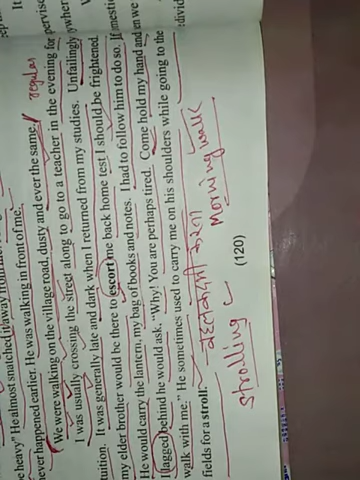 be heavy" He almost snatched it away from
never happened earlier. He was walking in front of me.
We were walking on the village road, dusty and ever the same. regular
I was usually crossing the street along to go to a teacher in the evening for
tuition. It was generally late and dark when I returned from my studies. Unfailingly
my elder brother would be there to escort me back home test I should be frightened.
He would carry the lantern, my bag of books and notes. I had to follow him to do so. If
I lagged behind he would ask. "Why! You are perhaps tired. Come hold my hand and
walk with me." He sometimes used to carry me on his shoulders while going to the
fields for a stroll.
strolling चहलकदमी करना
Morning walk
(120)